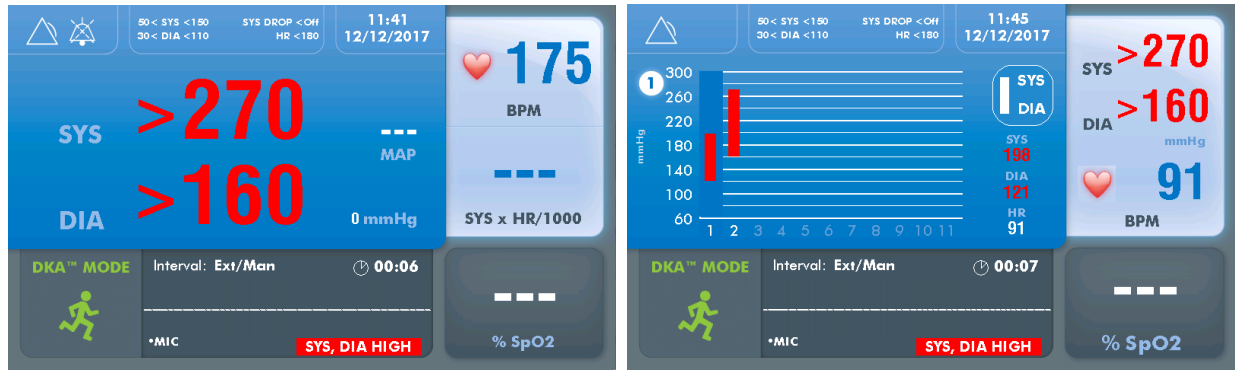 50< SYS <150 SYS DROP <Off
30< DIA <110 HR <180
11:41
12/12/2017
SYS >270
--- MAP
DIA >160
0 mmHg
175
BPM
---
SYS x HR/1000
DKA™ MODE
Interval: Ext/Man 00:06
•MIC
SYS, DIA HIGH
---
% SpO2
50< SYS <150 SYS DROP <Off
30< DIA <110 HR <180
11:45
12/12/2017
1
mmHg
300
260
220
180
140
100
60
1 2 3 4 5 6 7 8 9 10 11
SYS
DIA
SYS
198
DIA
121
HR
91
SYS >270
DIA >160
mmHg
91
BPM
DKA™ MODE
Interval: Ext/Man 00:07
•MIC
SYS, DIA HIGH
---
% SpO2